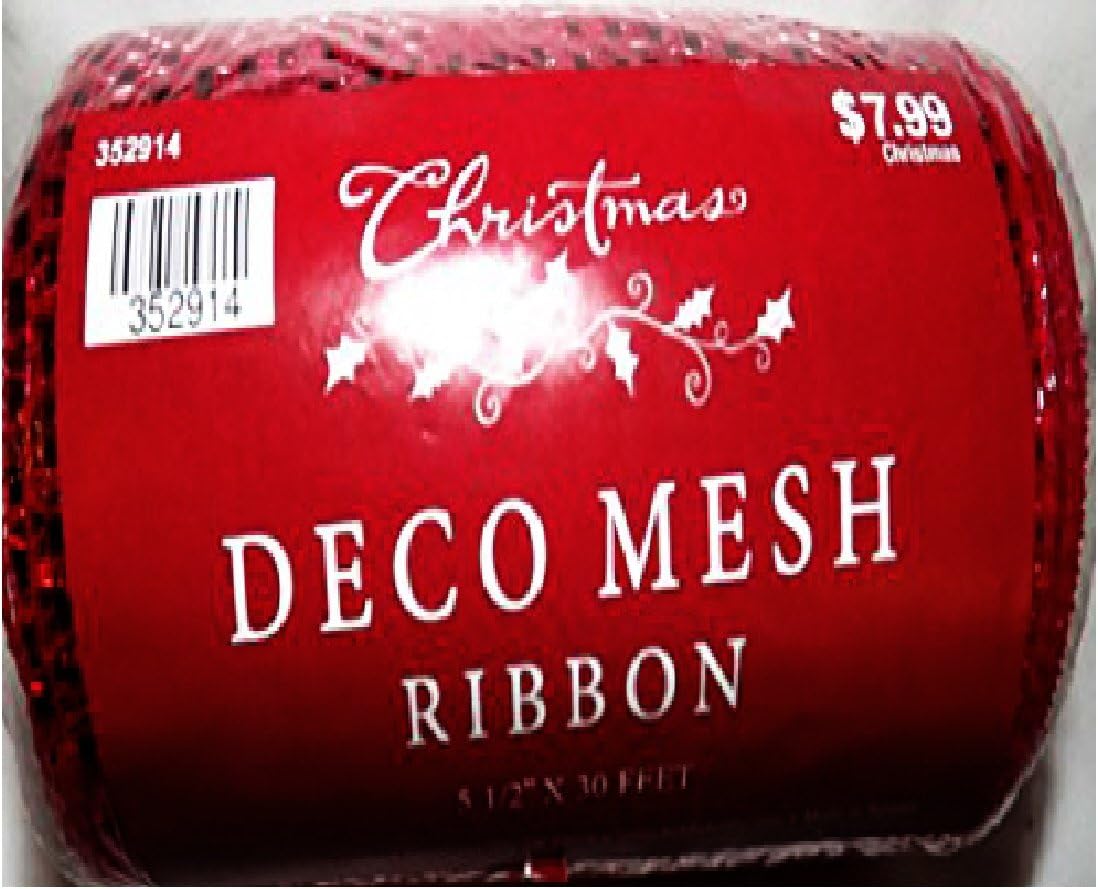 352914
$7.99
Christmas
352914
Christmas
DECO MESH
RIBBON
5 1/2" X 30 FEET